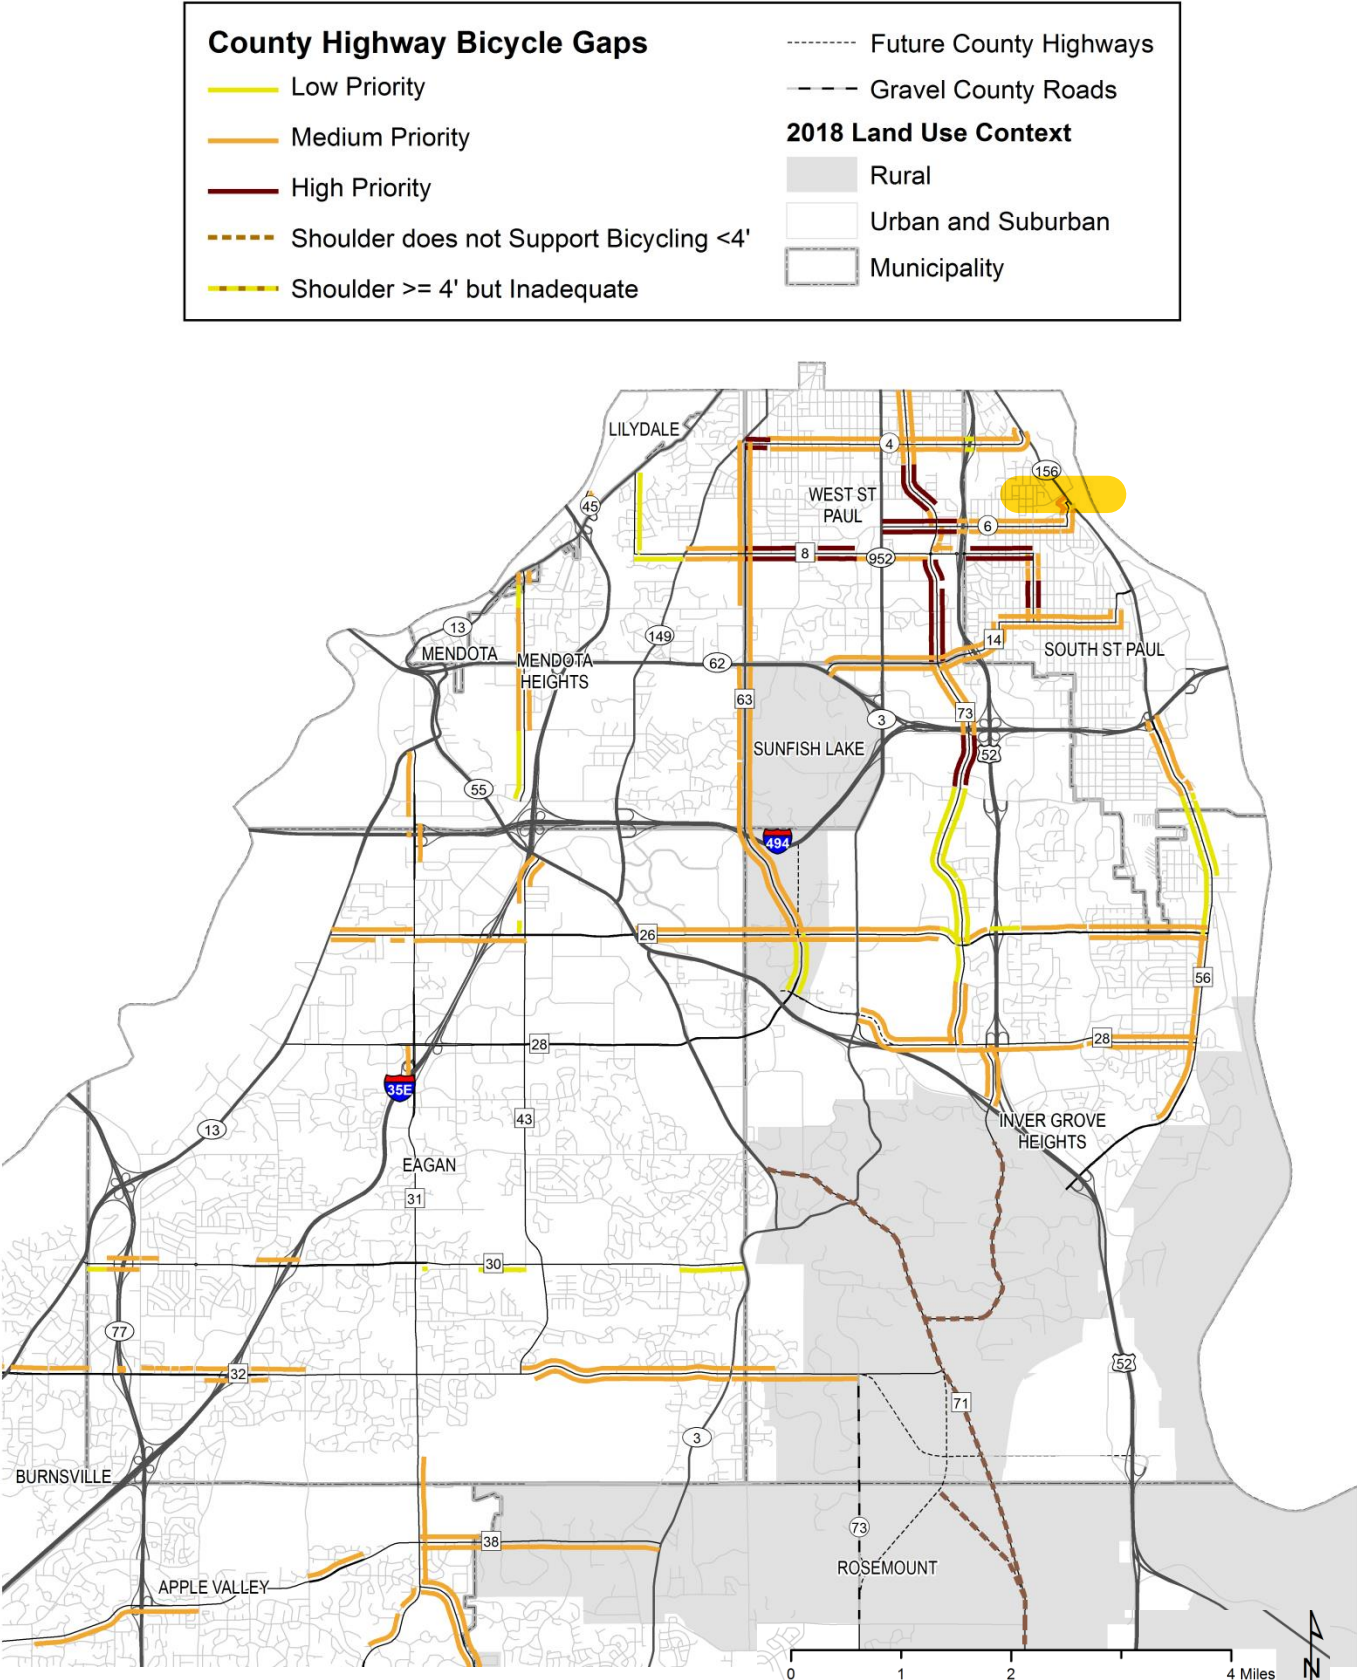 County Highway Bicycle Gaps
Low Priority
Medium Priority
High Priority
Shoulder does not Support Bicycling <4'
Shoulder >= 4' but Inadequate
Future County Highways
Gravel County Roads
2018 Land Use Context
Rural
Urban and Suburban
Municipality
LILYDALE
4
156
45
WEST ST
PAUL
6
8
952
13
149
14
MENDOTA
MENDOTA
HEIGHTS
62
SOUTH ST PAUL
63
3
73
SUNFISH LAKE
52
55
494
26
56
28
28
35E
43
13
INVER GROVE
HEIGHTS
EAGAN
31
30
77
32
52
71
3
BURNSVILLE
73
38
ROSEMOUNT
APPLE VALLEY
0 1 2 4 Miles
N